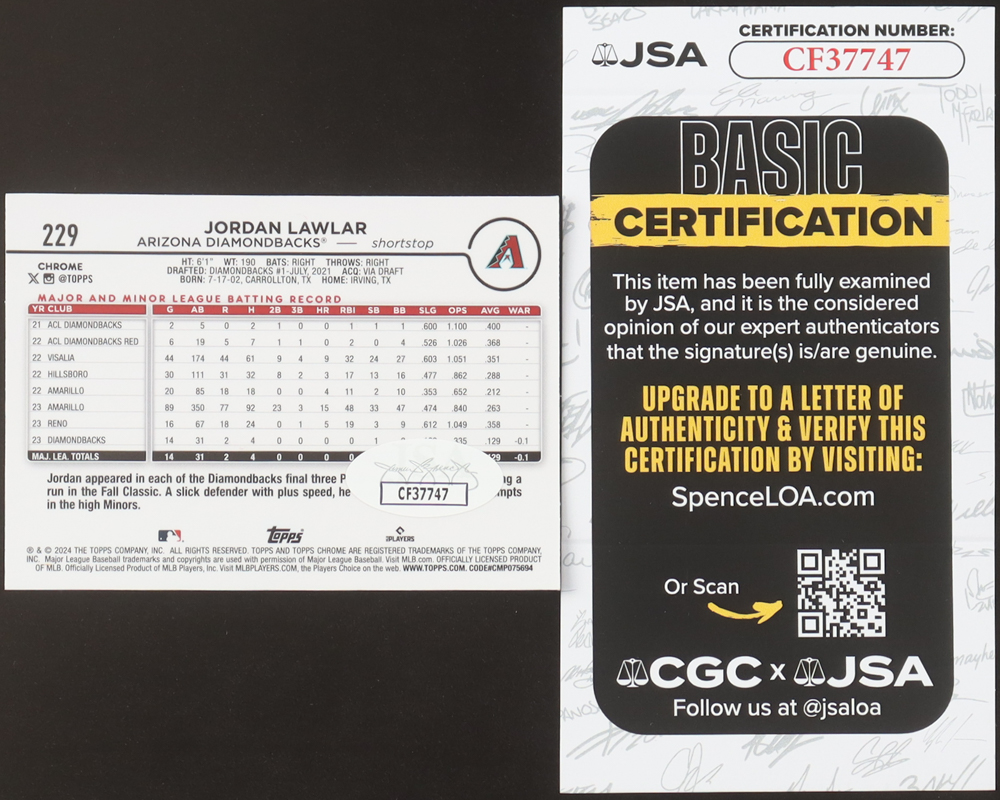 229
JORDAN LAWLAR
ARIZONA DIAMONDBACKS® — shortstop
CHROME
@TOPPS
HT: 6'1" WT: 190 BATS: RIGHT THROWS: RIGHT
DRAFTED: DIAMONDBACKS #1-JULY, 2021 ACQ: VIA DRAFT
BORN: 7-17-02, CARROLLTON, TX HOME: IRVING, TX
MAJOR AND MINOR LEAGUE BATTING RECORD
YR CLUB G AB R H 2B 3B HR RBI SB BB SLG OPS AVG WAR
21 ACL DIAMONDBACKS 2 5 0 2 1 0 0 1 1 1 .600 1.100 .400 -
22 ACL DIAMONDBACKS RED 6 19 5 7 1 1 0 2 0 4 .526 1.026 .368 -
22 VISALIA 44 174 44 61 9 4 9 32 24 27 .603 1.051 .351 -
22 HILLSBORO 30 111 31 32 8 2 3 17 13 16 .477 .862 .288 -
22 AMARILLO 20 85 18 18 0 0 4 11 2 10 .353 .652 .212 -
23 AMARILLO 89 350 77 92 23 3 15 48 33 47 .474 .840 .263 -
23 RENO 16 67 18 24 0 1 5 19 3 9 .612 1.049 .358 -
23 DIAMONDBACKS 14 31 2 4 0 0 0 0 1 .129 -0.1
MAJ. LEA. TOTALS 14 31 2 4 0 0 0 0 29 -0.1
Jordan appeared in each of the Diamondbacks final three P ng a
run in the Fall Classic. A slick defender with plus speed, he mpts
in the high Minors.
CF37747
Topps
PLAYERS
® & © 2024 THE TOPPS COMPANY, INC. ALL RIGHTS RESERVED. TOPPS AND TOPPS CHROME ARE REGISTERED TRADEMARKS OF THE TOPPS COMPANY,
INC. Major League Baseball trademarks and copyrights are used with permission of Major League Baseball. Visit MLB.com. OFFICIALLY LICENSED PRODUCT
OF MLB. Officially Licensed Product of MLB Players, Inc. Visit MLBPLAYERS.COM, the Players Choice on the web. WWW.TOPPS.COM. CODE#CMP075694
JSA
CERTIFICATION NUMBER:
CF37747
BASIC
CERTIFICATION
This item has been fully examined
by JSA, and it is the considered
opinion of our expert authenticators
that the signature(s) is/are genuine.
UPGRADE TO A LETTER OF
AUTHENTICITY & VERIFY THIS
CERTIFICATION BY VISITING:
SpenceLOA.com
Or Scan
CGC x JSA
Follow us at @jsaloa